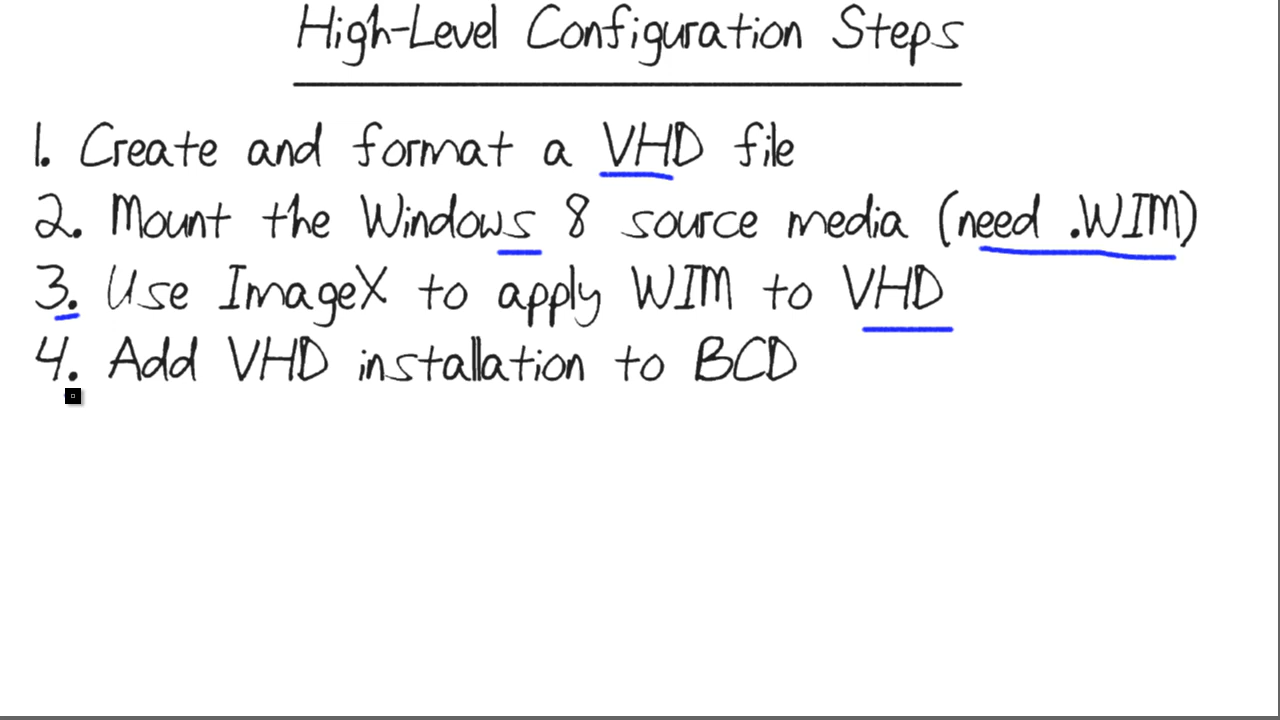 High-Level Configuration Steps
1. Create and format a VHD file
2. Mount the Windows 8 source media (need .WIM)
3. Use ImageX to apply WIM to VHD
4. Add VHD installation to BCD